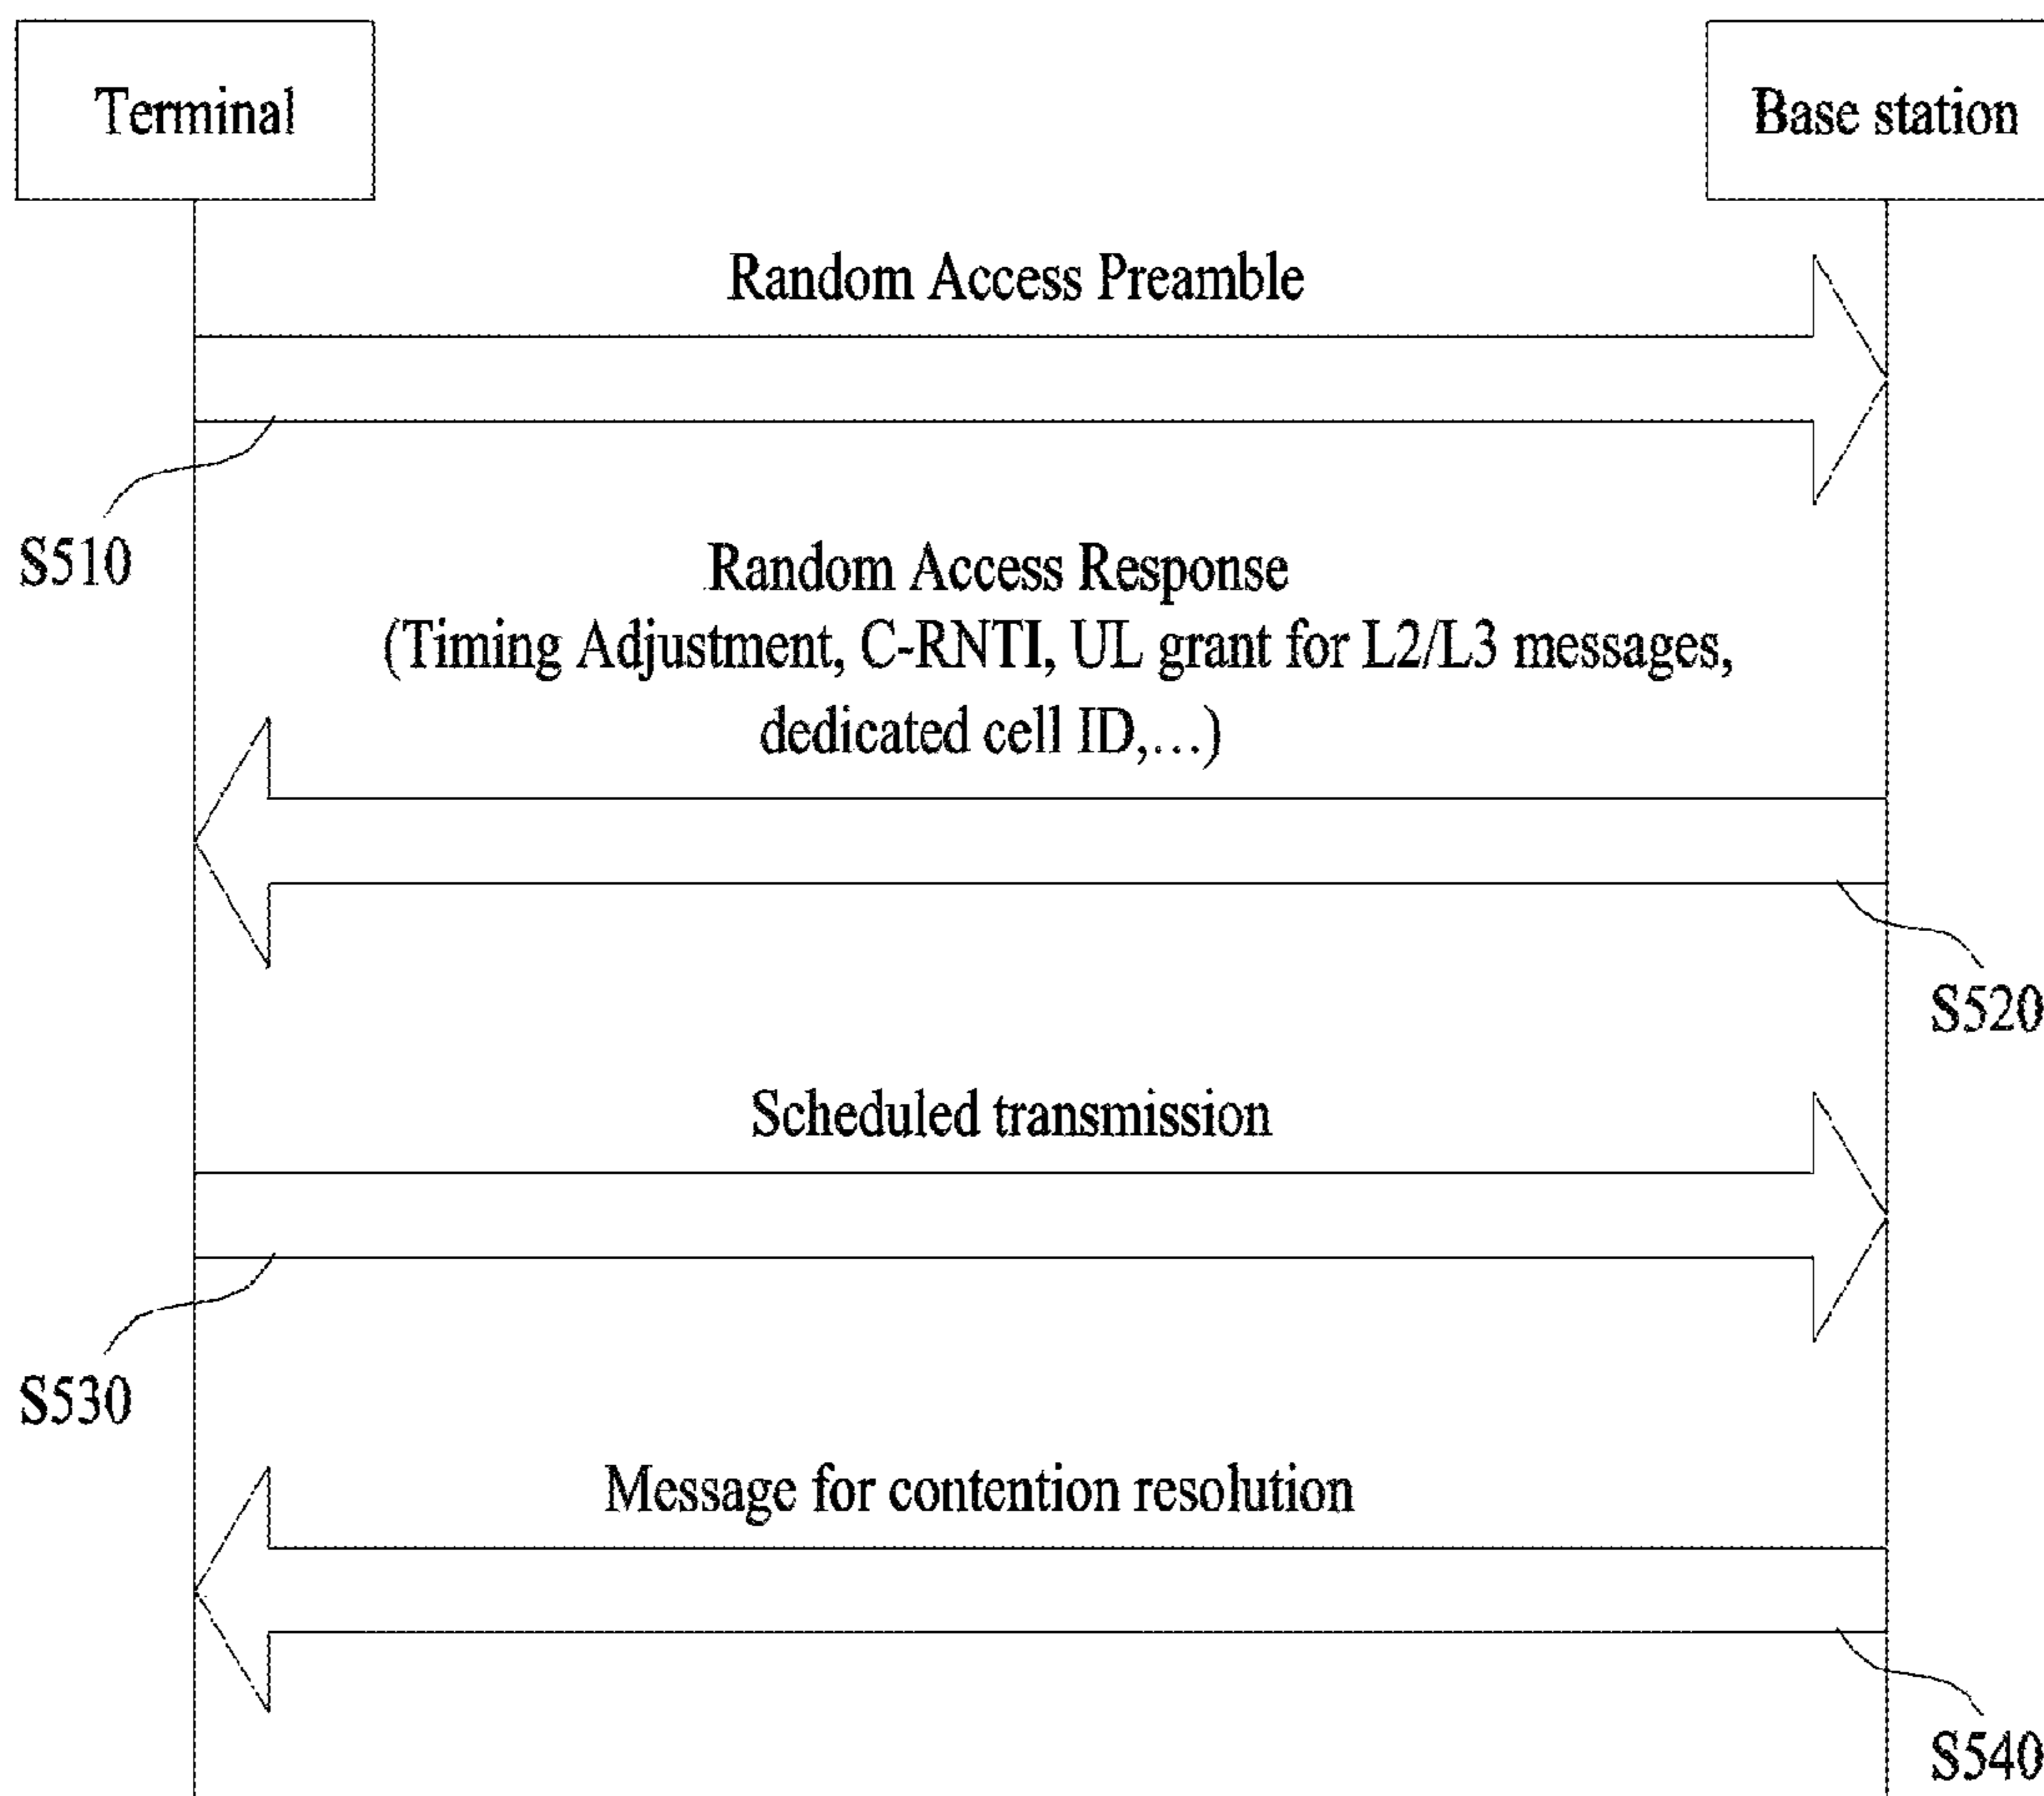 Terminal
Base station
Random Access Preamble
S510
Random Access Response
(Timing Adjustment, C-RNTI, UL grant for L2/L3 messages,
dedicated cell ID,...)
S520
Scheduled transmission
S530
Message for contention resolution
S540